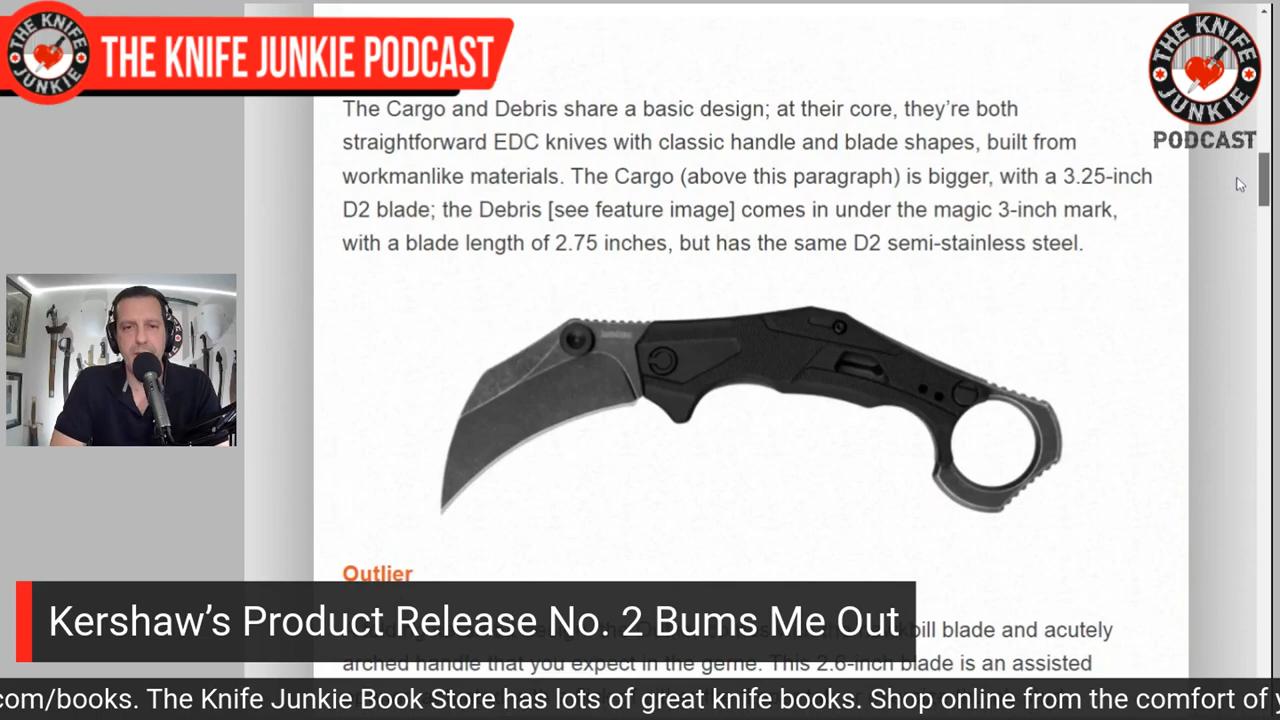 THE KNIFE JUNKIE
THE KNIFE JUNKIE PODCAST
THE KNIFE JUNKIE
PODCAST
The Cargo and Debris share a basic design; at their core, they're both
straightforward EDC knives with classic handle and blade shapes, built from
workmanlike materials. The Cargo (above this paragraph) is bigger, with a 3.25-inch
D2 blade; the Debris [see feature image] comes in under the magic 3-inch mark,
with a blade length of 2.75 inches, but has the same D2 semi-stainless steel.
Outlier
Kershaw's Product Release No. 2 Bums Me Out
blade and acutely
arched handle that you expect in the genre. This 2.6-inch blade is an assisted
com/books. The Knife Junkie Book Store has lots of great knife books. Shop online from the comfort of